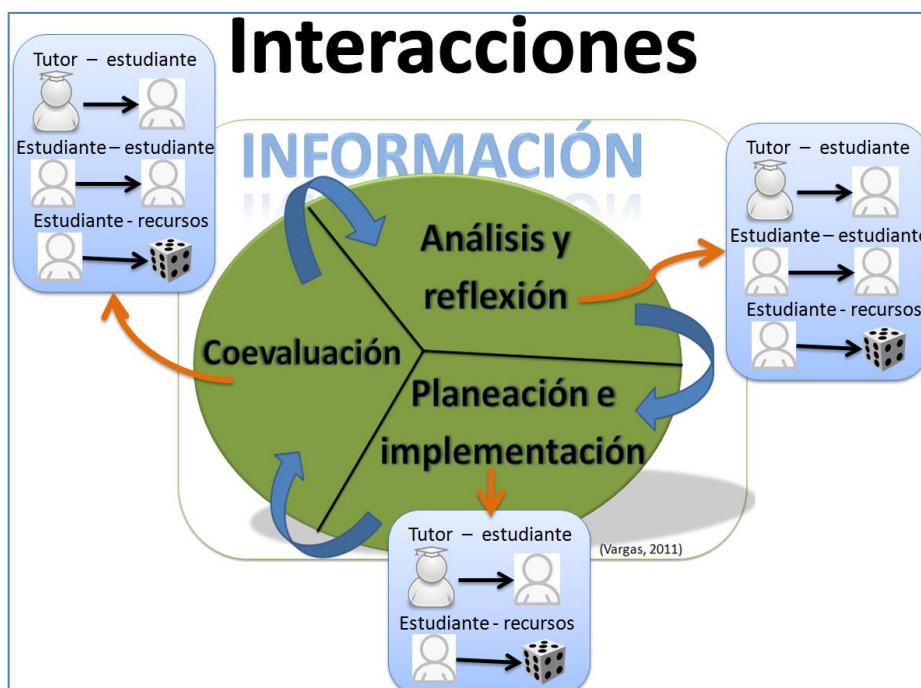 Interacciones
Tutor – estudiante
Estudiante – estudiante
Estudiante - recursos
INFORMACIÓN
Análisis y
reflexión
Tutor – estudiante
Estudiante – estudiante
Estudiante - recursos
Coevaluación
Planeación e
implementación
Tutor – estudiante
Estudiante - recursos
(Vargas, 2011)